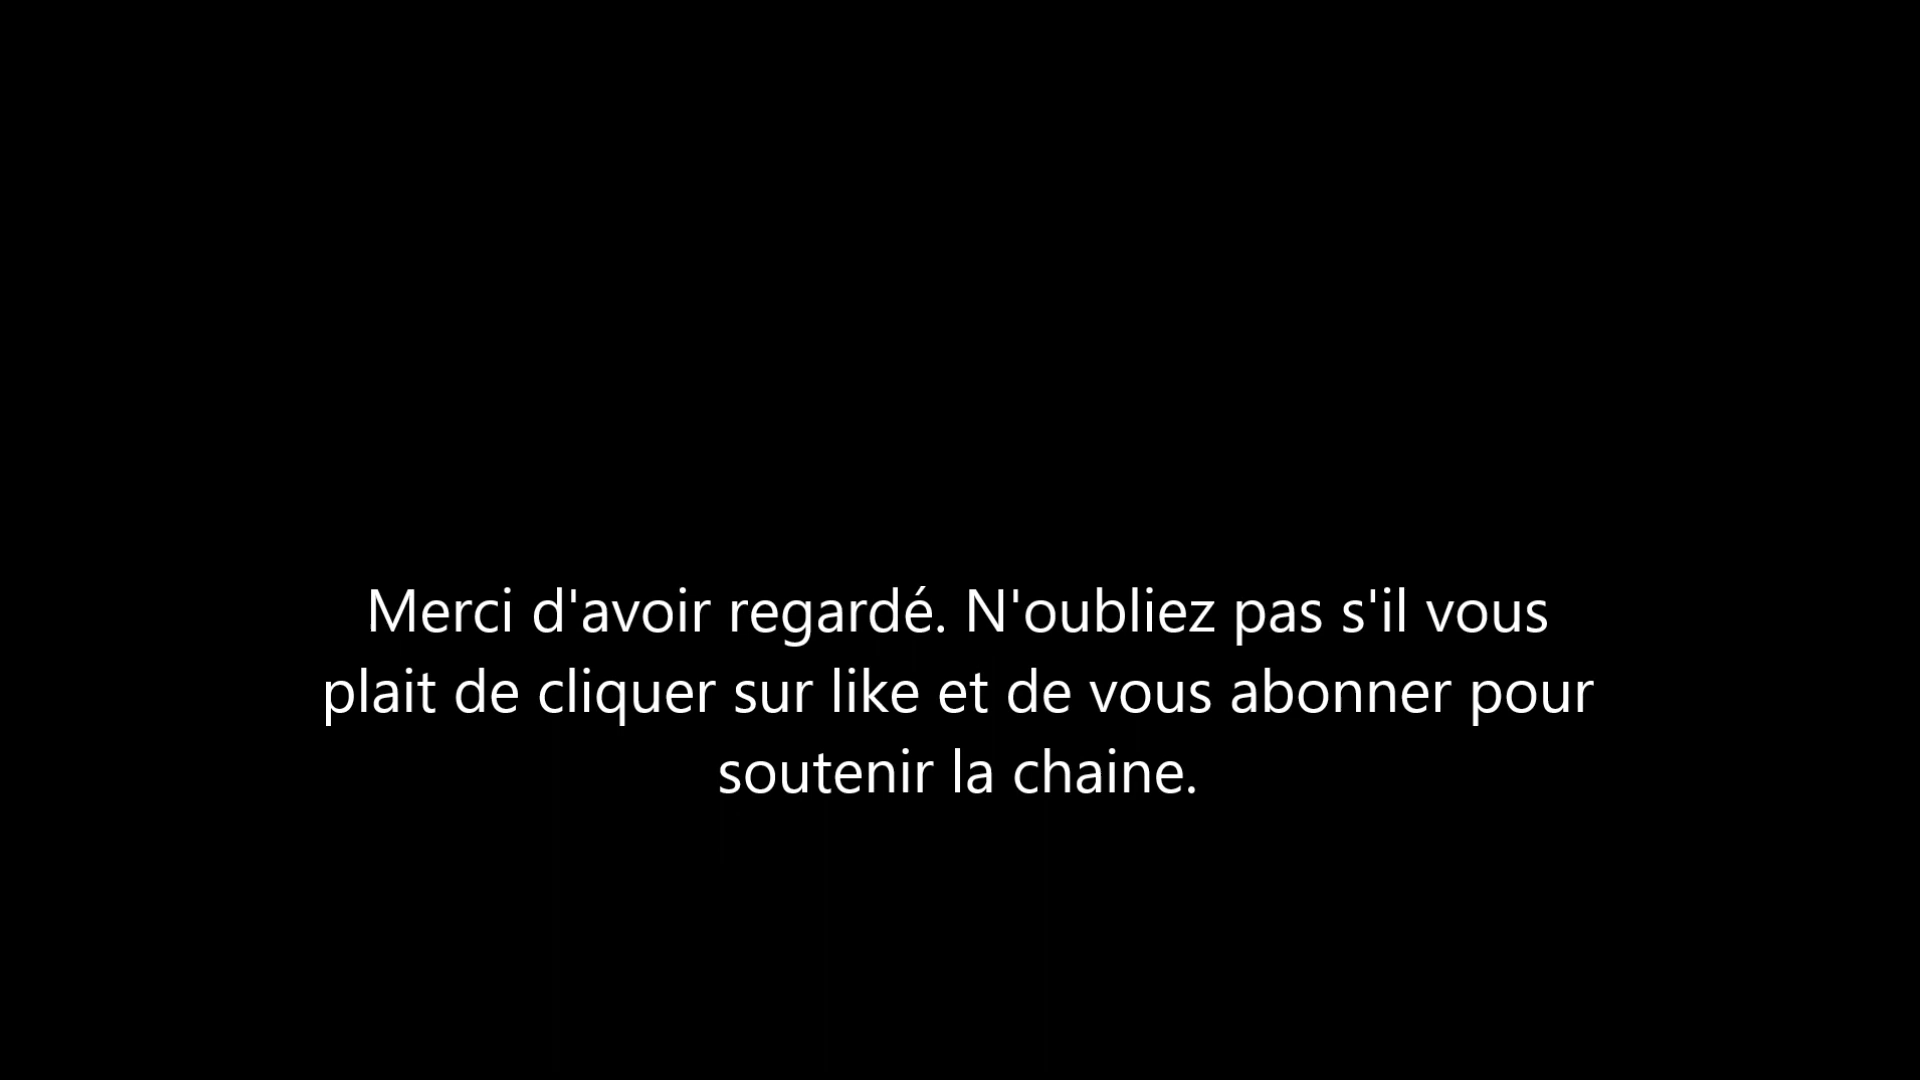 Merci d'avoir regardé. N'oubliez pas s'il vous
plait de cliquer sur like et de vous abonner pour
soutenir la chaine.